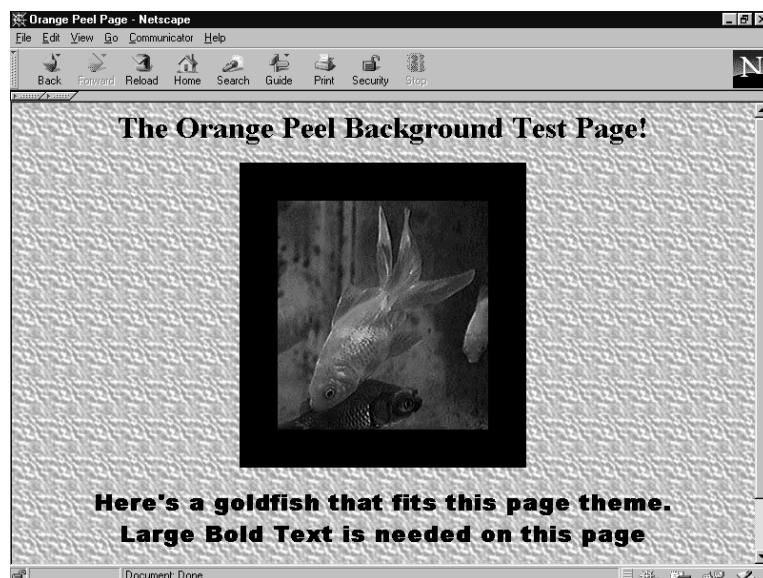 Orange Peel Page - Netscape
File Edit View Go Communicator Help
Back Forward Reload Home Search Guide Print Security Stop
N
The Orange Peel Background Test Page!
Here's a goldfish that fits this page theme.
Large Bold Text is needed on this page
Document: Done